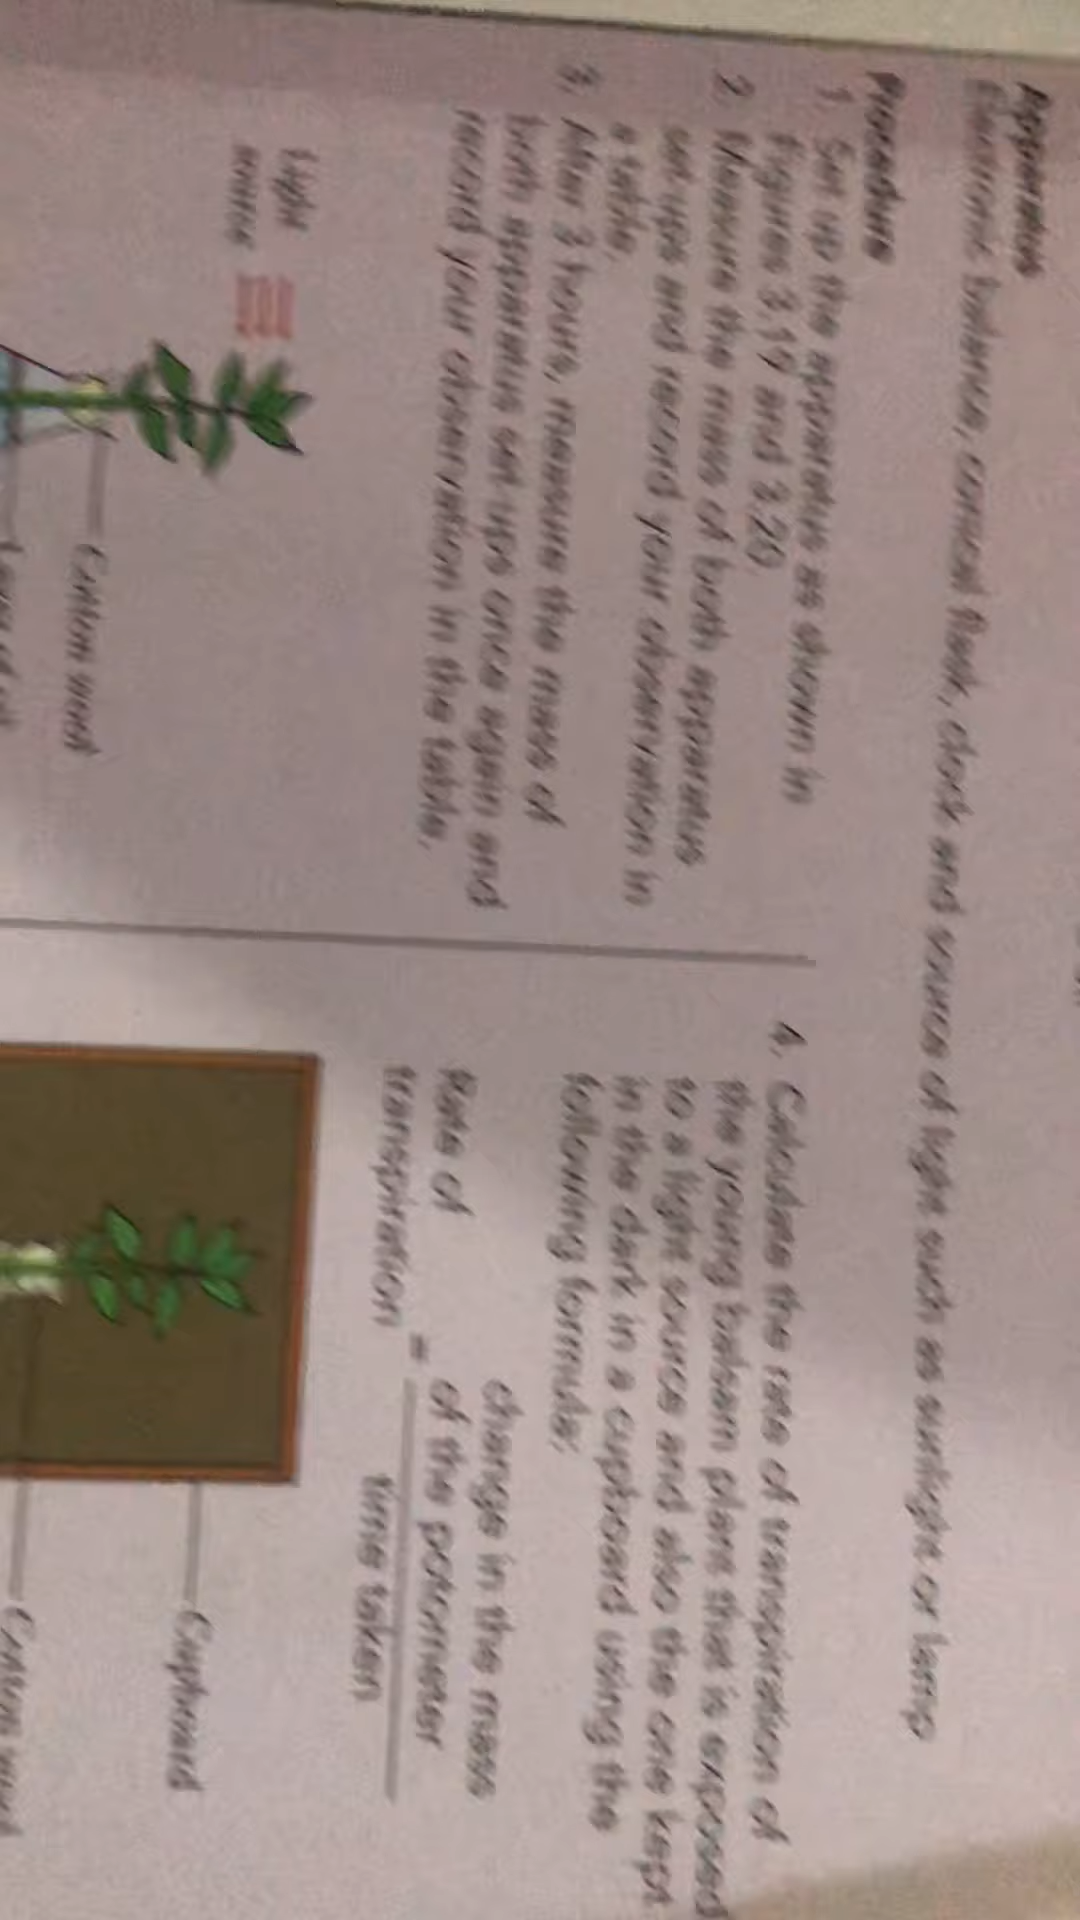 Apparatus
Electronic balance, conical flask, clock and source of light such as sunlight or lamp
Procedure
1. Set up the apparatus as shown in
Figures 3.19 and 3.20.
2. Measure the mass of both apparatus
set-ups and record your observation in
a table.
3. After 3 hours, measure the mass of
both apparatus set-ups once again and
record your observation in the table.
Light
source
Cotton wool
4. Calculate the rate of transpiration of
the young balsam plant that is exposed
to a light source and also the one kept
in the dark in a cupboard using the
following formula:
Rate of
transpiration
=
change in the mass
of the potometer
time taken
Cupboard
Cotton wool